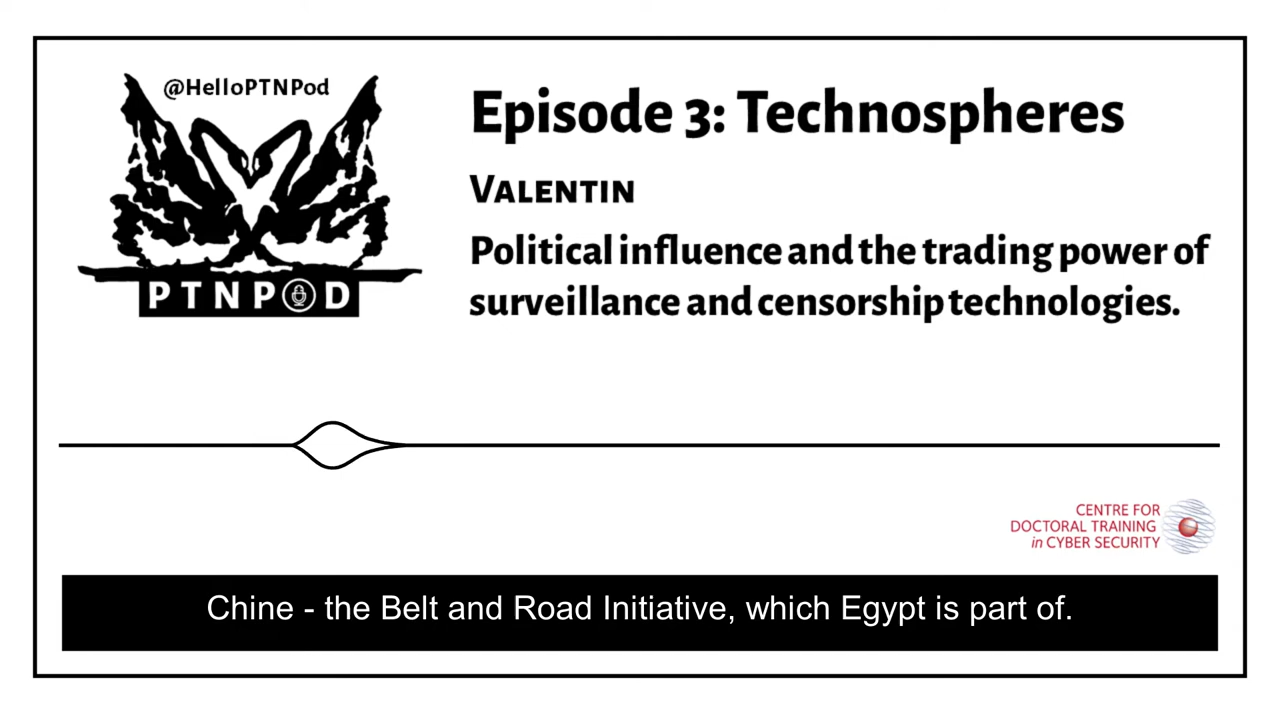 @HelloPTNPod
PTNPOD
Episode 3: Technospheres
VALENTIN
Political influence and the trading power of
surveillance and censorship technologies.
CENTRE FOR
DOCTORAL TRAINING
in CYBER SECURITY
Chine - the Belt and Road Initiative, which Egypt is part of.